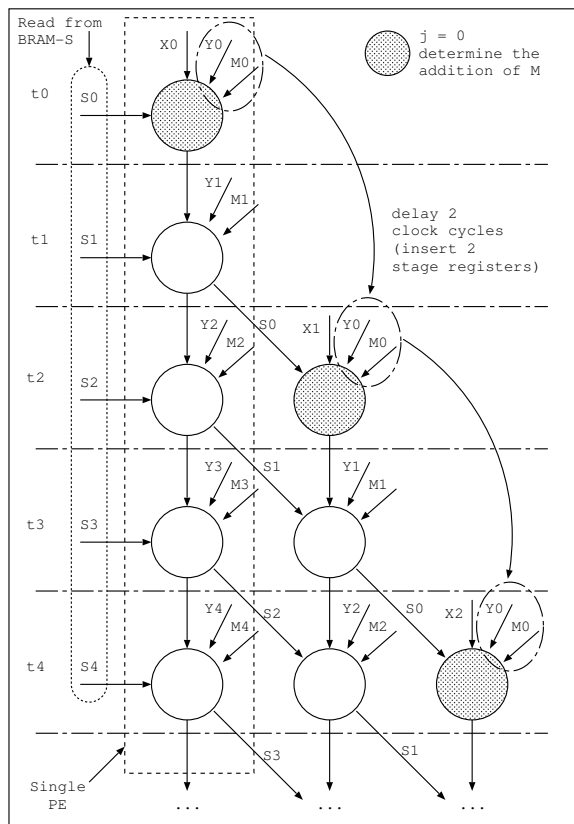 Read from
BRAM-S
X0 Y0 M0
j = 0
determine the
addition of M
t0 S0
Y1
M1
delay 2
clock cycles
(insert 2
stage registers)
t1 S1
Y2 S0 X1 Y0
M2 M0
t2 S2
Y3 S1 Y1
M3 M1
t3 S3
Y4 S2 Y2 S0 X2 Y0
M4 M2 M0
t4 S4
S3 S1
Single
PE
... ... ...